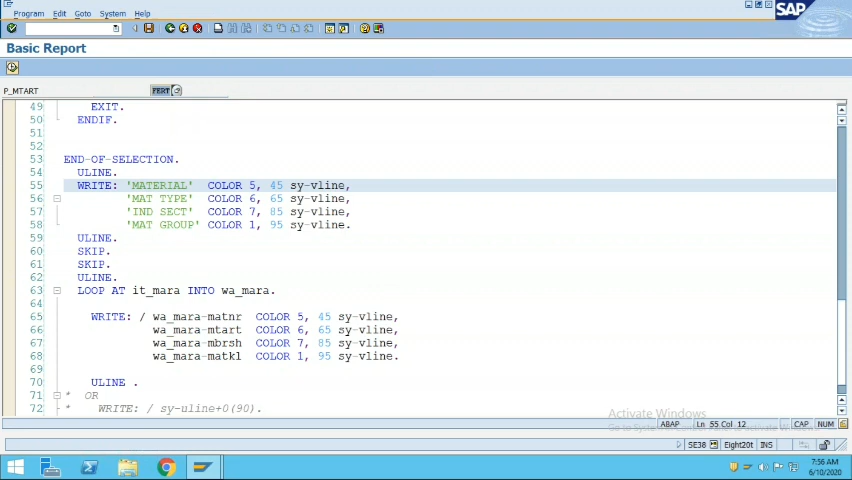 Program Edit Goto System Help
SAP
Basic Report
P_MTART FERT
49 EXIT.
50 ENDIF.
51
52
53 END-OF-SELECTION.
54 ULINE.
55 WRITE: 'MATERIAL' COLOR 5, 45 sy-vline,
56 'MAT TYPE' COLOR 6, 65 sy-vline,
57 'IND SECT' COLOR 7, 85 sy-vline,
58 'MAT GROUP' COLOR 1, 95 sy-vline.
59 ULINE.
60 SKIP.
61 SKIP.
62 ULINE.
63 LOOP AT it_mara INTO wa_mara.
64
65 WRITE: / wa_mara-matnr COLOR 5, 45 sy-vline,
66 wa_mara-mtart COLOR 6, 65 sy-vline,
67 wa_mara-mbrsh COLOR 7, 85 sy-vline,
68 wa_mara-matkl COLOR 1, 95 sy-vline.
69
70 ULINE .
71 * OR
72 * WRITE: / sy-uline+0(90).
Activate Windows
ABAP Ln 55 Col 12 CAP NUM
SE38 Eight20t INS
7:56 AM
6/10/2020